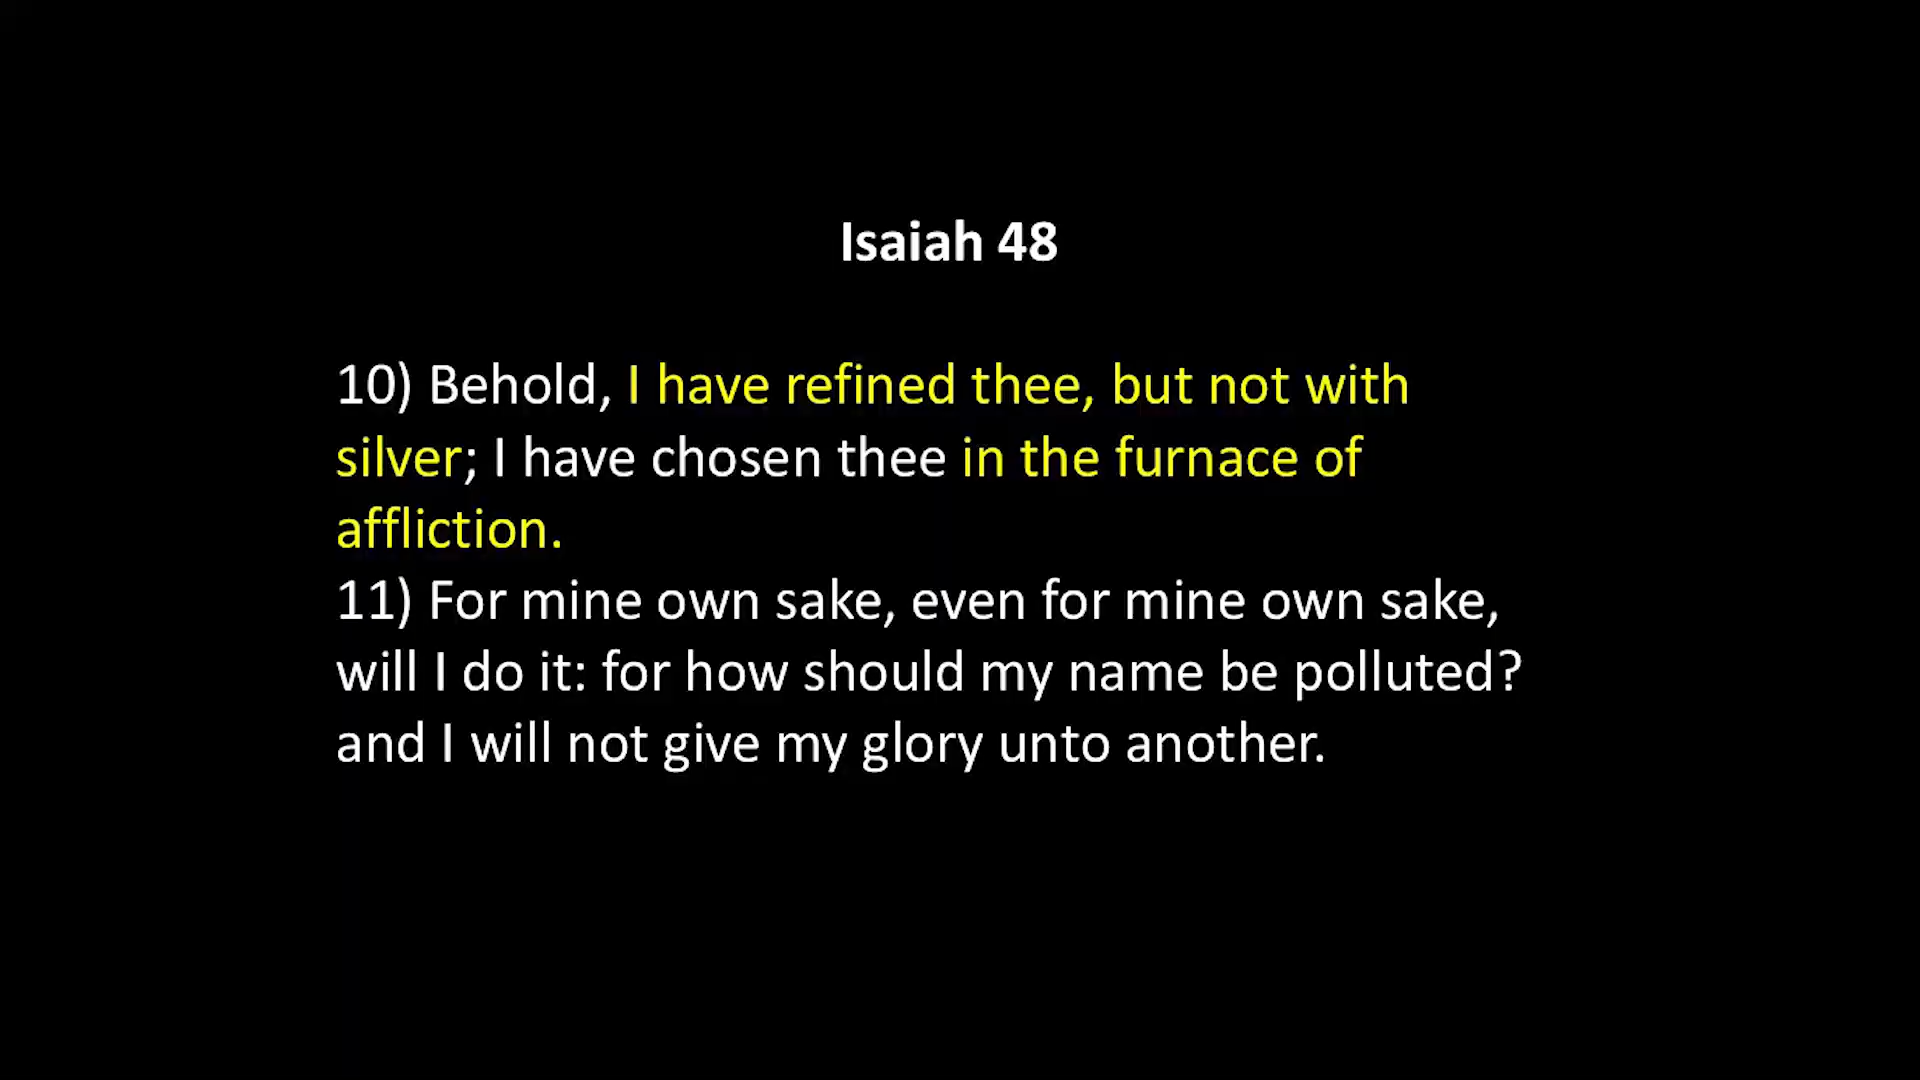 Isaiah 48
10) Behold, I have refined thee, but not with
silver; I have chosen thee in the furnace of
affliction.
11) For mine own sake, even for mine own sake,
will I do it: for how should my name be polluted?
and I will not give my glory unto another.